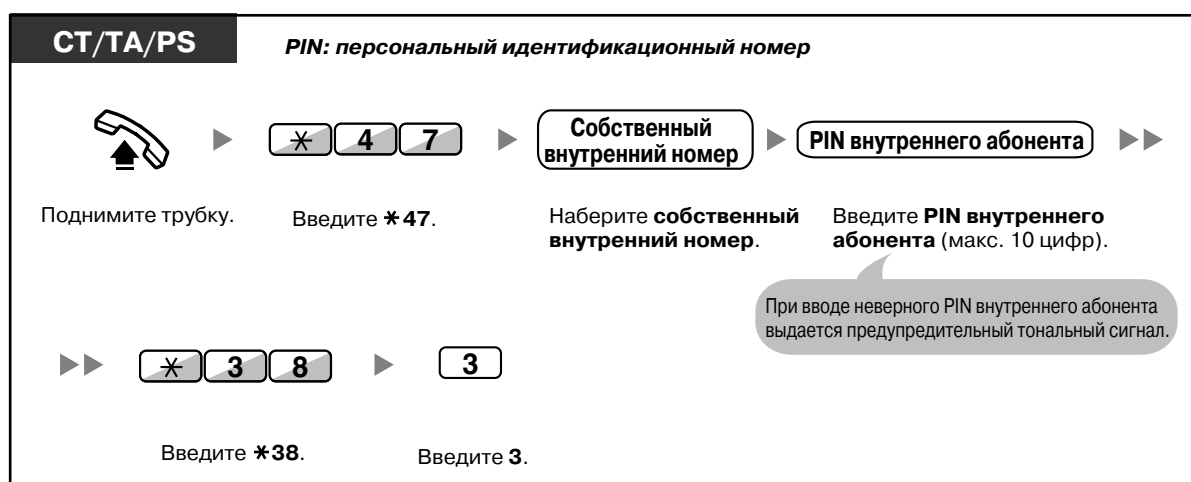 CT/TA/PS
PIN: персональный идентификационный номер
* 4 7
Собственный
внутренний номер
PIN внутреннего абонента
Поднимите трубку.
Введите *47.
Наберите собственный
внутренний номер.
Введите PIN внутреннего
абонента (макс. 10 цифр).
При вводе неверного PIN внутреннего абонента
выдается предупредительный тональный сигнал.
* 3 8
3
Введите *38.
Введите 3.